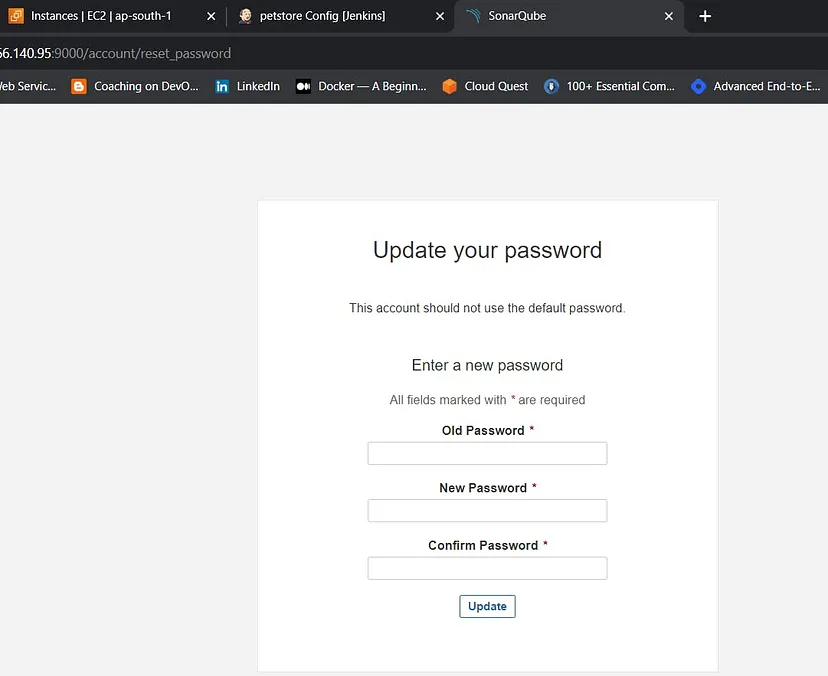 Instances | EC2 | ap-south-1
petstore Config [Jenkins]
SonarQube
56.140.95:9000/account/reset_password
eb Servic...
Coaching on DevO...
LinkedIn
Docker — A Beginn...
Cloud Quest
100+ Essential Com...
Advanced End-to-E...
Update your password
This account should not use the default password.
Enter a new password
All fields marked with * are required
Old Password *
New Password *
Confirm Password *
Update